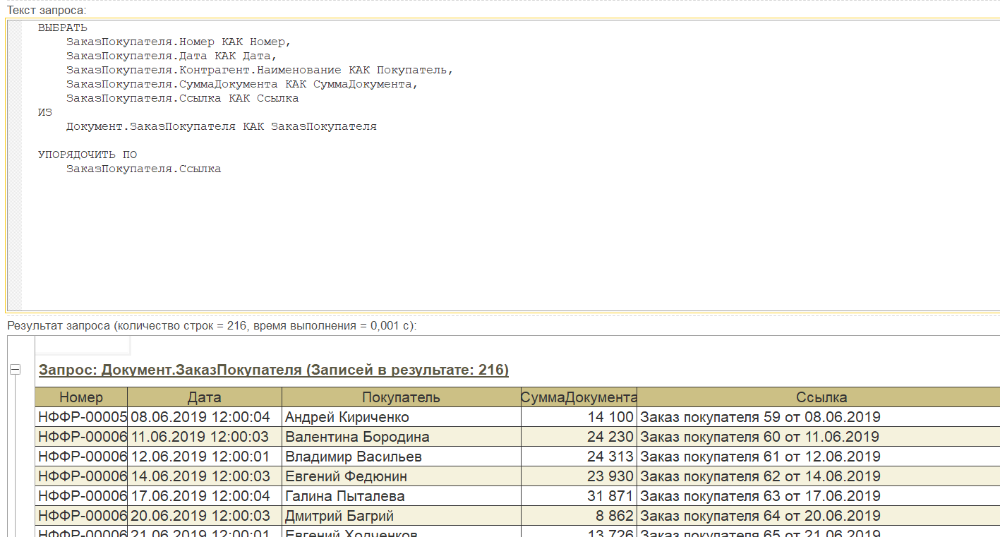 Текст запроса:
ВЫБРАТЬ
ЗаказПокупателя.Номер КАК Номер,
ЗаказПокупателя.Дата КАК Дата,
ЗаказПокупателя.Контрагент.Наименование КАК Покупатель,
ЗаказПокупателя.СуммаДокумента КАК СуммаДокумента,
ЗаказПокупателя.Ссылка КАК Ссылка
ИЗ
Документ.ЗаказПокупателя КАК ЗаказПокупателя
УПОРЯДОЧИТЬ ПО
ЗаказПокупателя.Ссылка
Результат запроса (количество строк = 216, время выполнения = 0,001 с):
Запрос: Документ.ЗаказПокупателя (Записей в результате: 216)
Номер Дата Покупатель СуммаДокумента Ссылка
НФФР-00005 08.06.2019 12:00:04 Андрей Кириченко 14 100 Заказ покупателя 59 от 08.06.2019
НФФР-00006 11.06.2019 12:00:03 Валентина Бородина 24 230 Заказ покупателя 60 от 11.06.2019
НФФР-00006 12.06.2019 12:00:01 Владимир Васильев 24 313 Заказ покупателя 61 от 12.06.2019
НФФР-00006 14.06.2019 12:00:03 Евгений Федюнин 23 930 Заказ покупателя 62 от 14.06.2019
НФФР-00006 17.06.2019 12:00:04 Галина Пыталева 31 871 Заказ покупателя 63 от 17.06.2019
НФФР-00006 20.06.2019 12:00:03 Дмитрий Багрий 8 862 Заказ покупателя 64 от 20.06.2019
НФФР-00006 21.06.2019 12:00:01 Евгений Ходченков 13 726 Заказ покупателя 65 от 21.06.2019